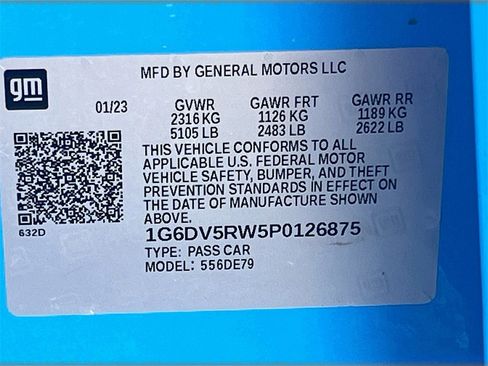 gm
MFD BY GENERAL MOTORS LLC
01/23 GVWR GAWR FRT GAWR RR
2316 KG 1126 KG 1189 KG
5105 LB 2483 LB 2622 LB
THIS VEHICLE CONFORMS TO ALL
APPLICABLE U.S. FEDERAL MOTOR
VEHICLE SAFETY, BUMPER, AND THEFT
PREVENTION STANDARDS IN EFFECT ON
THE DATE OF MANUFACTURE SHOWN
ABOVE.
632D
1G6DV5RW5P0126875
TYPE: PASS CAR
MODEL: 556DE79